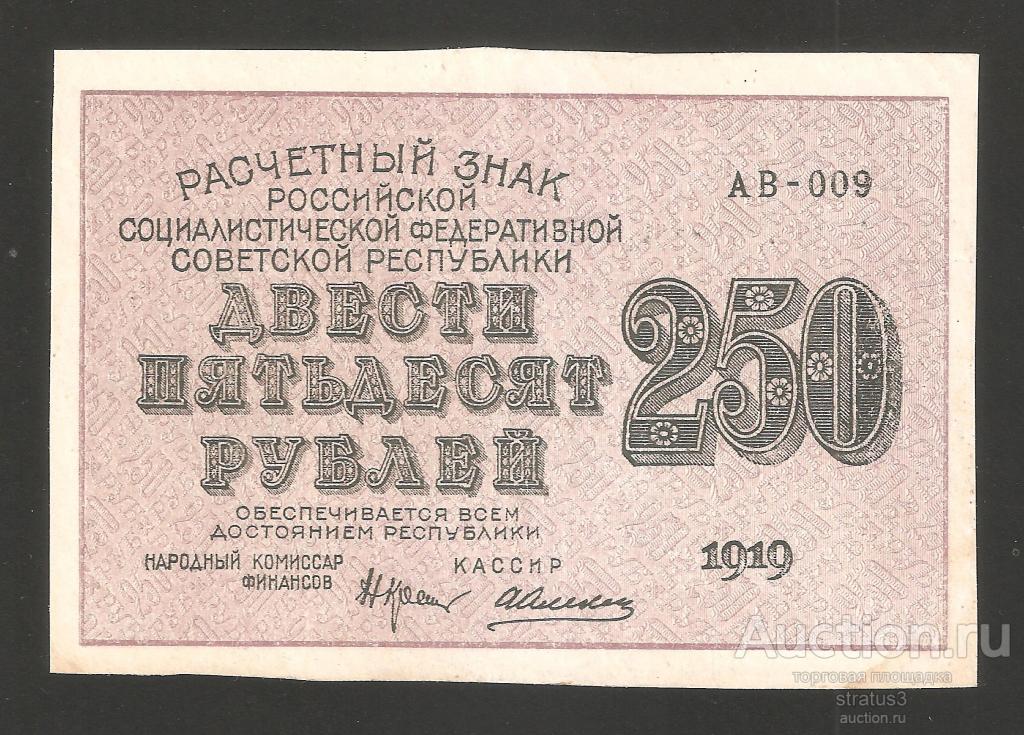 РАСЧЕТНЫЙ ЗНАК
РОССИЙСКОЙ
СОЦИАЛИСТИЧЕСКОЙ ФЕДЕРАТИВНОЙ
СОВЕТСКОЙ РЕСПУБЛИКИ
АВ-009
ДВЕСТИ
ПЯТЬДЕСЯТ
РУБЛЕЙ
250
ОБЕСПЕЧИВАЕТСЯ ВСЕМ
ДОСТОЯНИЕМ РЕСПУБЛИКИ
НАРОДНЫЙ КОМИССАР
ФИНАНСОВ
КАССИР
1919
Auction.ru
торговая площадка
stratus3
auction.ru